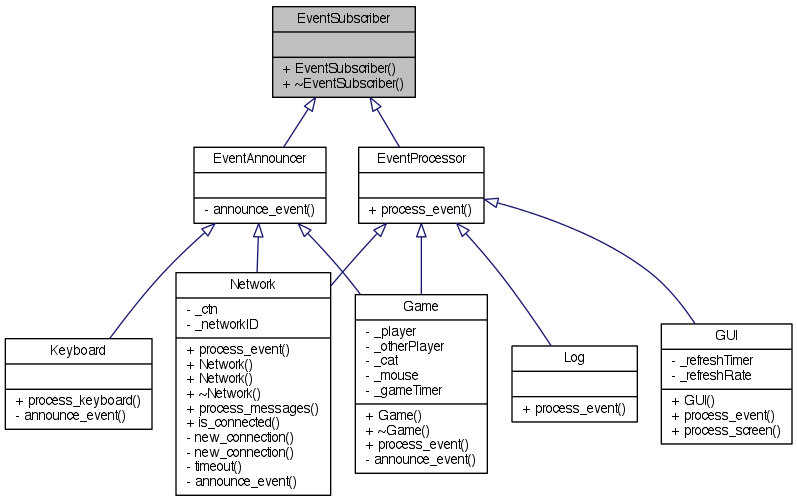 EventSubscriber
+ EventSubscriber()
+ ~EventSubscriber()
EventAnnouncer
- announce_event()
EventProcessor
+ process_event()
Keyboard
+ process_keyboard()
- announce_event()
Network
- _ctn
- _networkID
+ process_event()
+ Network()
+ Network()
+ ~Network()
+ process_messages()
+ is_connected()
- new_connection()
- new_connection()
- timeout()
- announce_event()
Game
- _player
- _otherPlayer
- _cat
- _mouse
- _gameTimer
+ Game()
+ ~Game()
+ process_event()
- announce_event()
Log
+ process_event()
GUI
- _refreshTimer
- _refreshRate
+ GUI()
+ process_event()
+ process_screen()